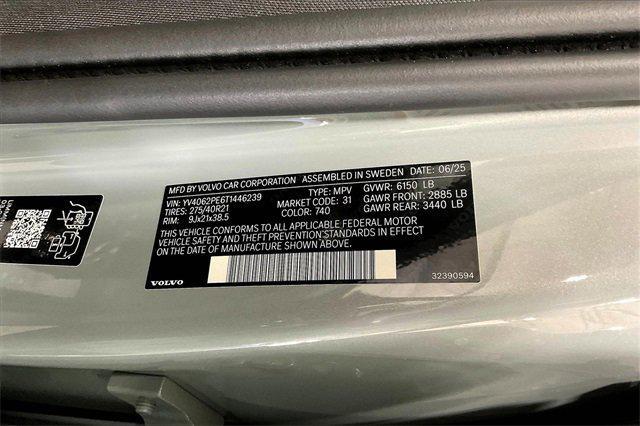 MFD BY VOLVO CAR CORPORATION ASSEMBLED IN SWEDEN DATE: 06/25
VIN: YV4062PE6T1446239 TYPE: MPV GVWR: 6150 LB
TIRES: 275/40R21 MARKET CODE: 31 GAWR FRONT: 2885 LB
RIM: 9Jx21x38.5 COLOR: 740 GAWR REAR: 3440 LB
THIS VEHICLE CONFORMS TO ALL APPLICABLE FEDERAL MOTOR
VEHICLE SAFETY AND THEFT PREVENTION STANDARDS IN EFFECT
ON THE DATE OF MANUFACTURE SHOWN ABOVE.
VOLVO 32390594